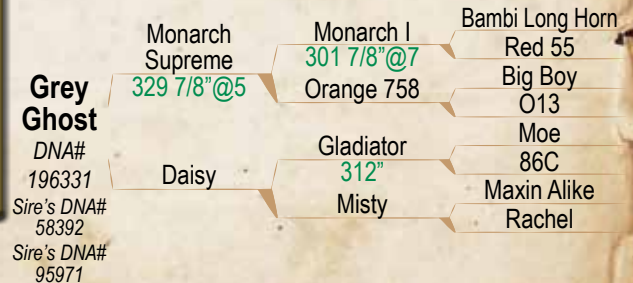 Grey
Ghost
DNA#
196331
Sire's DNA#
58392
Sire's DNA#
95971
Monarch
Supreme
329 7/8”@5
Daisy
Monarch I
301 7/8”@7
Orange 758
Gladiator
312”
Misty
Bambi Long Horn
Red 55
Big Boy
O13
Moe
86C
Maxin Alike
Rachel